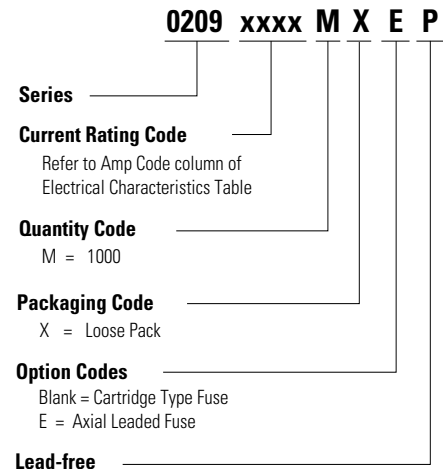 0209 xxxx M X E P
Series
Current Rating Code
Refer to Amp Code column of
Electrical Characteristics Table
Quantity Code
M = 1000
Packaging Code
X = Loose Pack
Option Codes
Blank = Cartridge Type Fuse
E = Axial Leaded Fuse
Lead-free